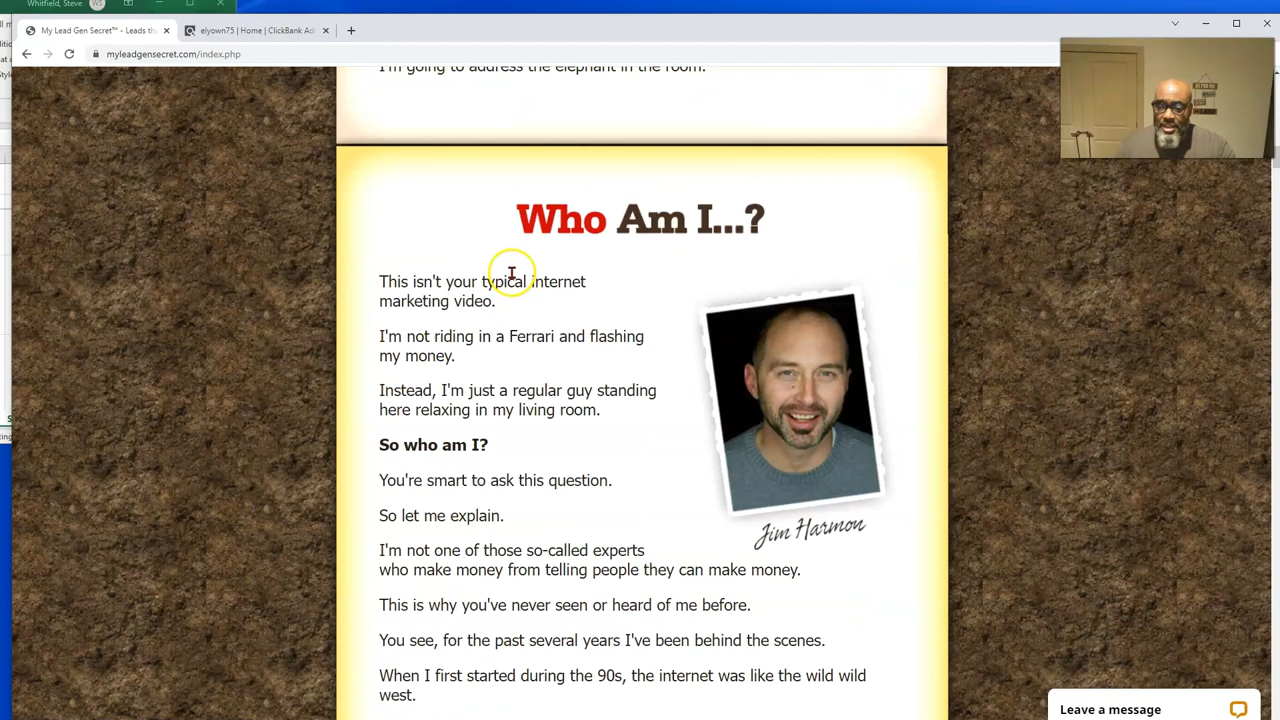 Whitfield, Steve WS
My Lead Gen Secret™ - Leads th
elyown75 | Home | ClickBank Ad
myleadgensecret.com/index.php
I'm going to address the elephant in the room.
Who Am I...?
This isn't your typical internet
marketing video.
I'm not riding in a Ferrari and flashing
my money.
Instead, I'm just a regular guy standing
here relaxing in my living room.
So who am I?
You're smart to ask this question.
So let me explain.
Jim Harmon
I'm not one of those so-called experts
who make money from telling people they can make money.
This is why you've never seen or heard of me before.
You see, for the past several years I've been behind the scenes.
When I first started during the 90s, the internet was like the wild wild
west.
Leave a message